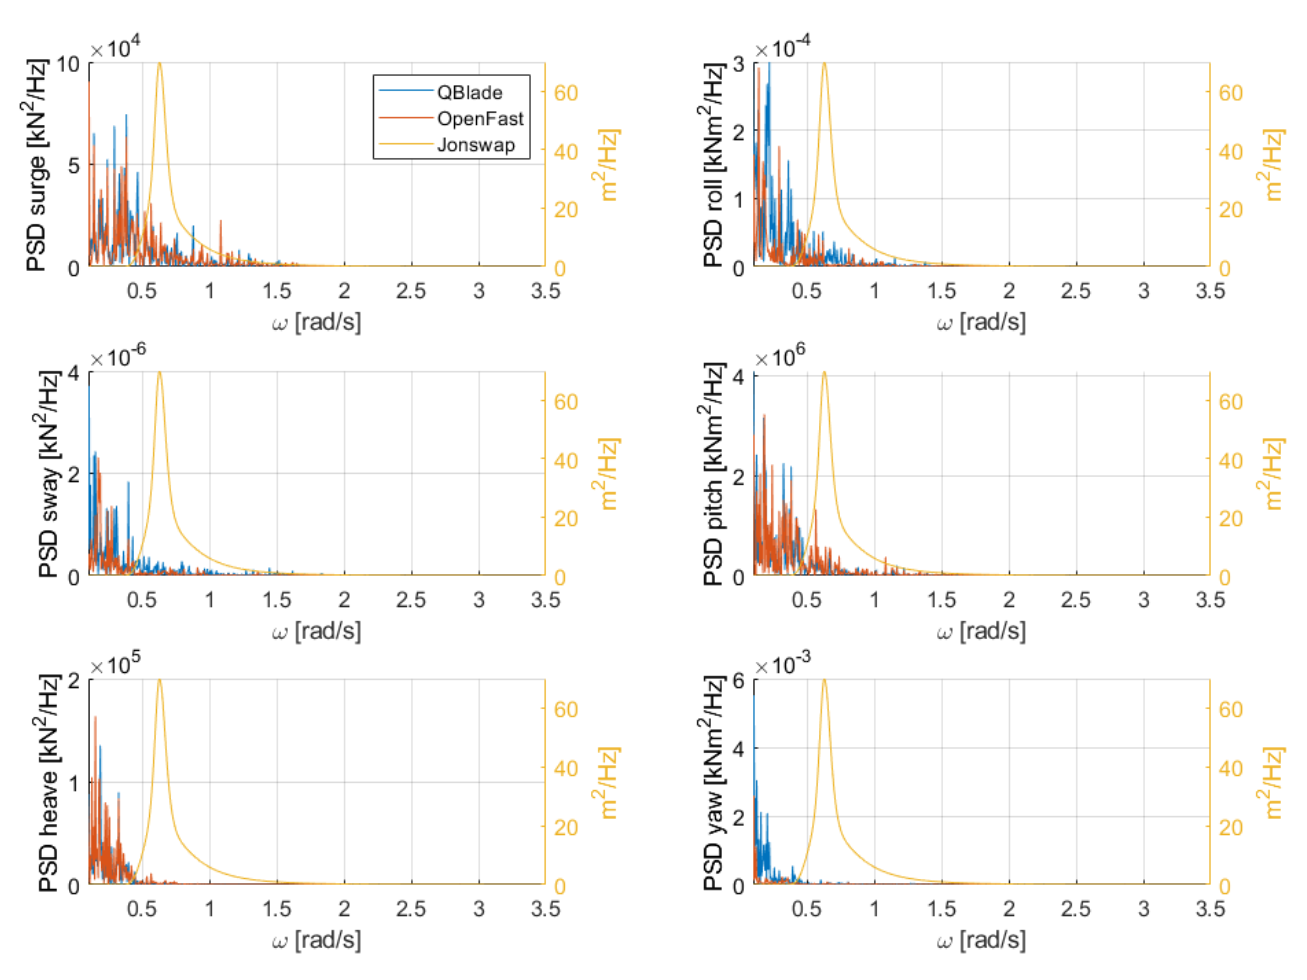 ×10^4
10
5
0
PSD surge [kN^2/Hz]
QBlade
OpenFast
Jonswap
60
40
20
0
m^2/Hz]
0.5 1 1.5 2 2.5 3 3.5
ω [rad/s]
×10^-4
3
2
1
0
PSD roll [kNm^2/Hz]
60
40
20
0
m^2/Hz]
0.5 1 1.5 2 2.5 3 3.5
ω [rad/s]
×10^-6
4
2
0
PSD sway [kN^2/Hz]
60
40
20
0
m^2/Hz]
0.5 1 1.5 2 2.5 3 3.5
ω [rad/s]
×10^6
4
2
0
PSD pitch [kNm^2/Hz]
60
40
20
0
m^2/Hz]
0.5 1 1.5 2 2.5 3 3.5
ω [rad/s]
×10^5
2
1
0
PSD heave [kN^2/Hz]
60
40
20
0
m^2/Hz]
0.5 1 1.5 2 2.5 3 3.5
ω [rad/s]
×10^-3
6
4
2
0
PSD yaw [kNm^2/Hz]
60
40
20
0
m^2/Hz]
0.5 1 1.5 2 2.5 3 3.5
ω [rad/s]